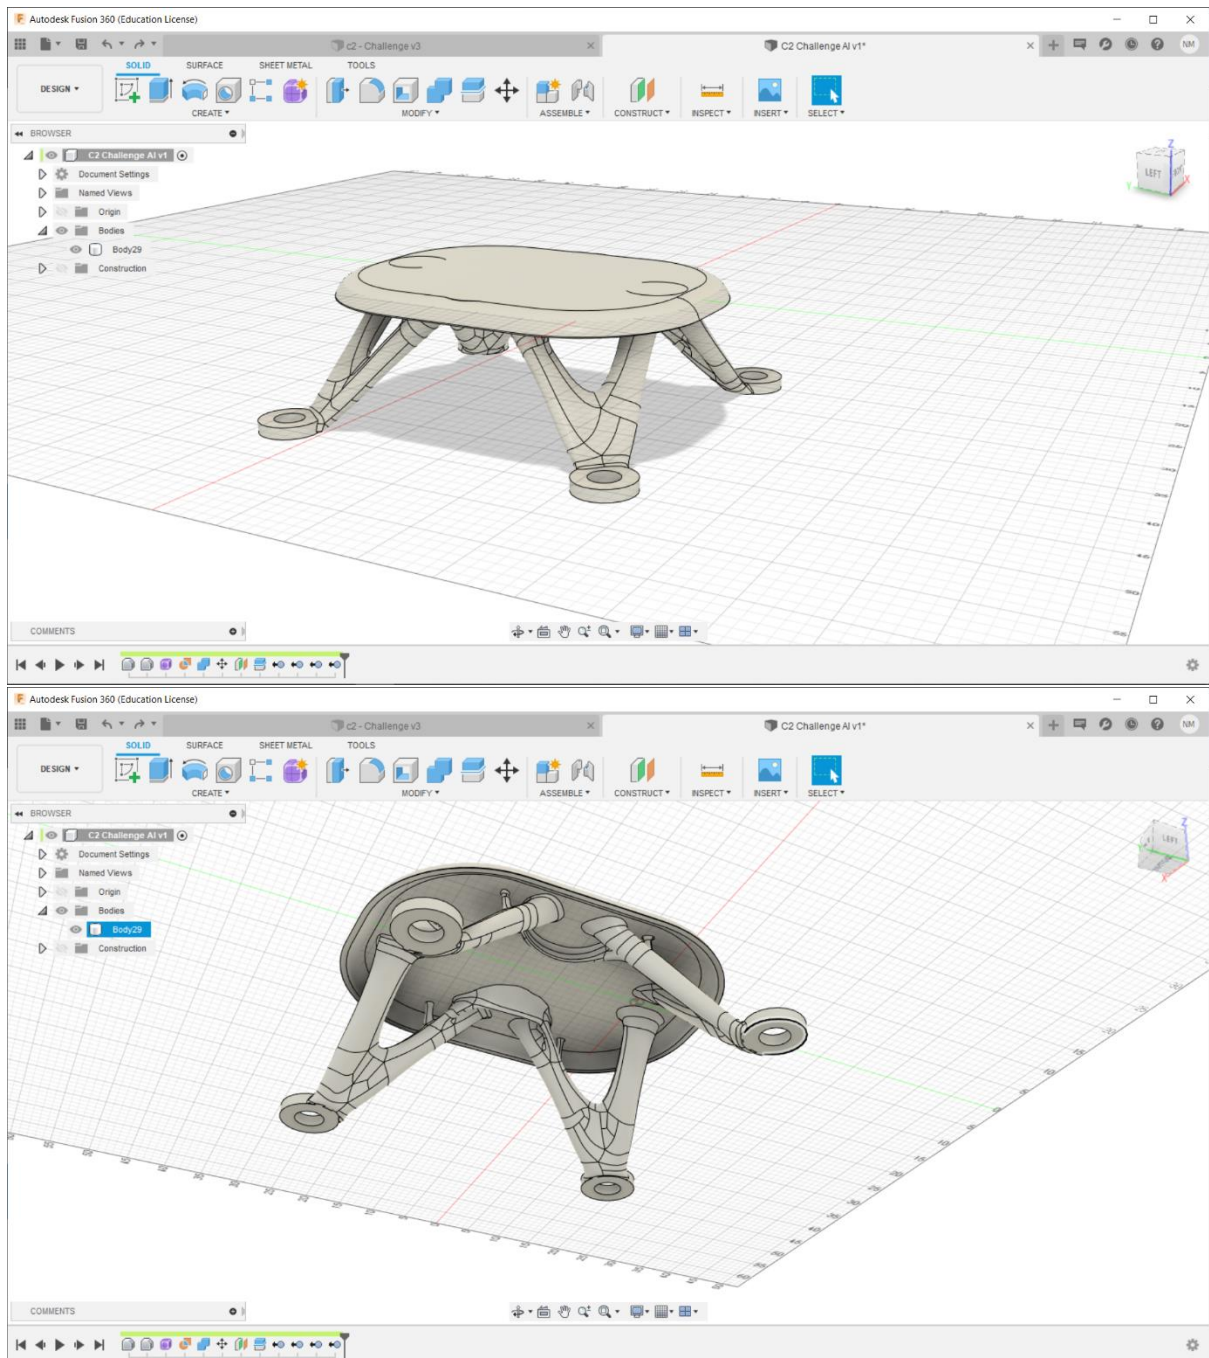 Autodesk Fusion 360 (Education License)
c2 - Challenge v3
C2 Challenge AI v1*
NM
SOLID SURFACE SHEET METAL TOOLS
DESIGN
CREATE MODIFY ASSEMBLE CONSTRUCT INSPECT INSERT SELECT
BROWSER
C2 Challenge AI v1
Document Settings
Named Views
Origin
Bodies
Body29
Construction
Z
LEFT
Y
X
COMMENTS
Autodesk Fusion 360 (Education License)
c2 - Challenge v3
C2 Challenge AI v1*
NM
SOLID SURFACE SHEET METAL TOOLS
DESIGN
CREATE MODIFY ASSEMBLE CONSTRUCT INSPECT INSERT SELECT
BROWSER
C2 Challenge AI v1
Document Settings
Named Views
Origin
Bodies
Body29
Construction
Z
LEFT
X
COMMENTS